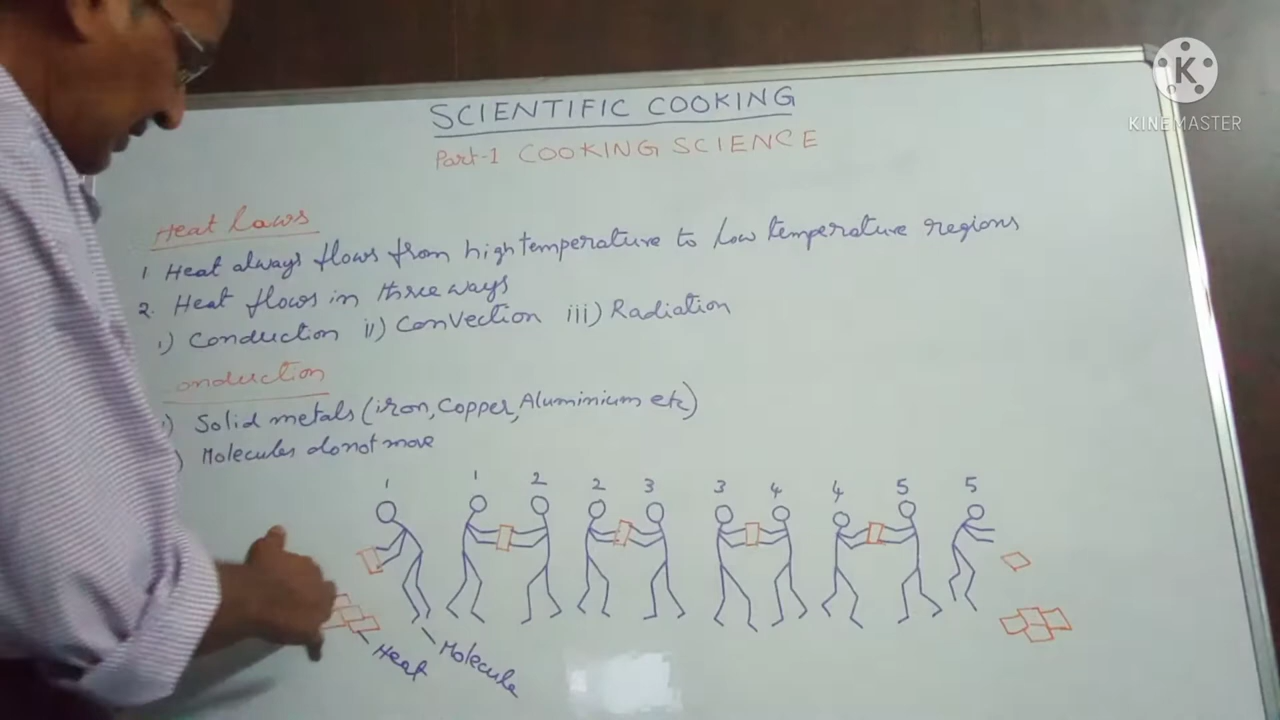 SCIENTIFIC COOKING
Part-1 COOKING SCIENCE
K
KINEMASTER
Heat Laws
1 Heat always flows from high temperature to Low temperature regions
2. Heat flows in three ways
i) Conduction ii) Convection iii) Radiation
onduction
i) Solid metals (iron, Copper, Aluminium etc)
) Molecules do not move
1 1 2 2 3 3 4 4 5 5
Heat
Molecule